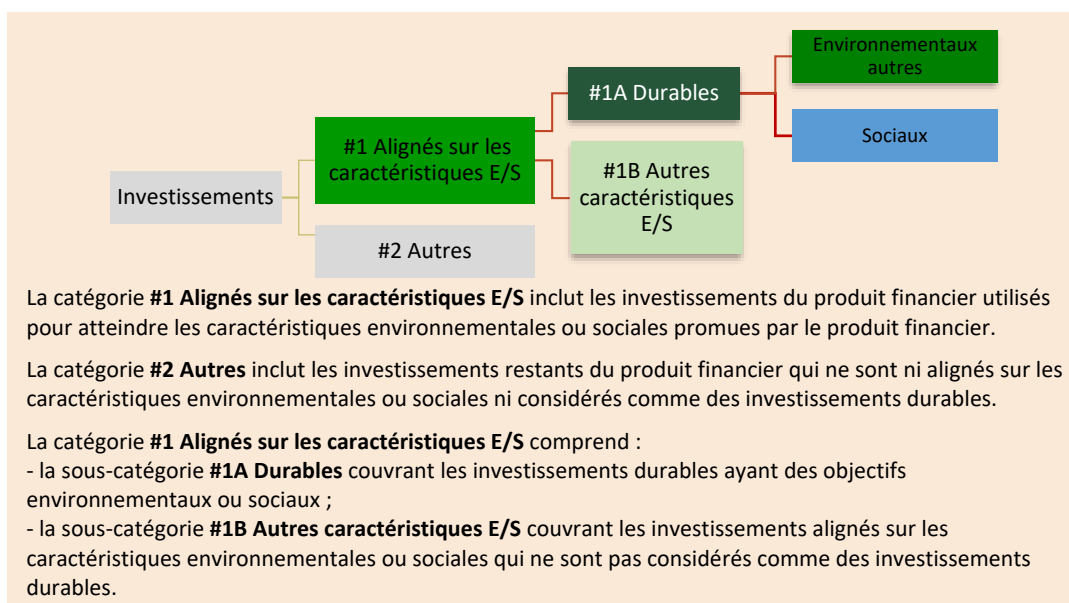 Environnementaux
autres
#1A Durables
Sociaux
#1 Alignés sur les
caractéristiques E/S
#1B Autres
caractéristiques
E/S
Investissements
#2 Autres
La catégorie #1 Alignés sur les caractéristiques E/S inclut les investissements du produit financier utilisés
pour atteindre les caractéristiques environnementales ou sociales promues par le produit financier.
La catégorie #2 Autres inclut les investissements restants du produit financier qui ne sont ni alignés sur les
caractéristiques environnementales ou sociales ni considérés comme des investissements durables.
La catégorie #1 Alignés sur les caractéristiques E/S comprend :
- la sous-catégorie #1A Durables couvrant les investissements durables ayant des objectifs
environnementaux ou sociaux ;
- la sous-catégorie #1B Autres caractéristiques E/S couvrant les investissements alignés sur les
caractéristiques environnementales ou sociales qui ne sont pas considérés comme des investissements
durables.